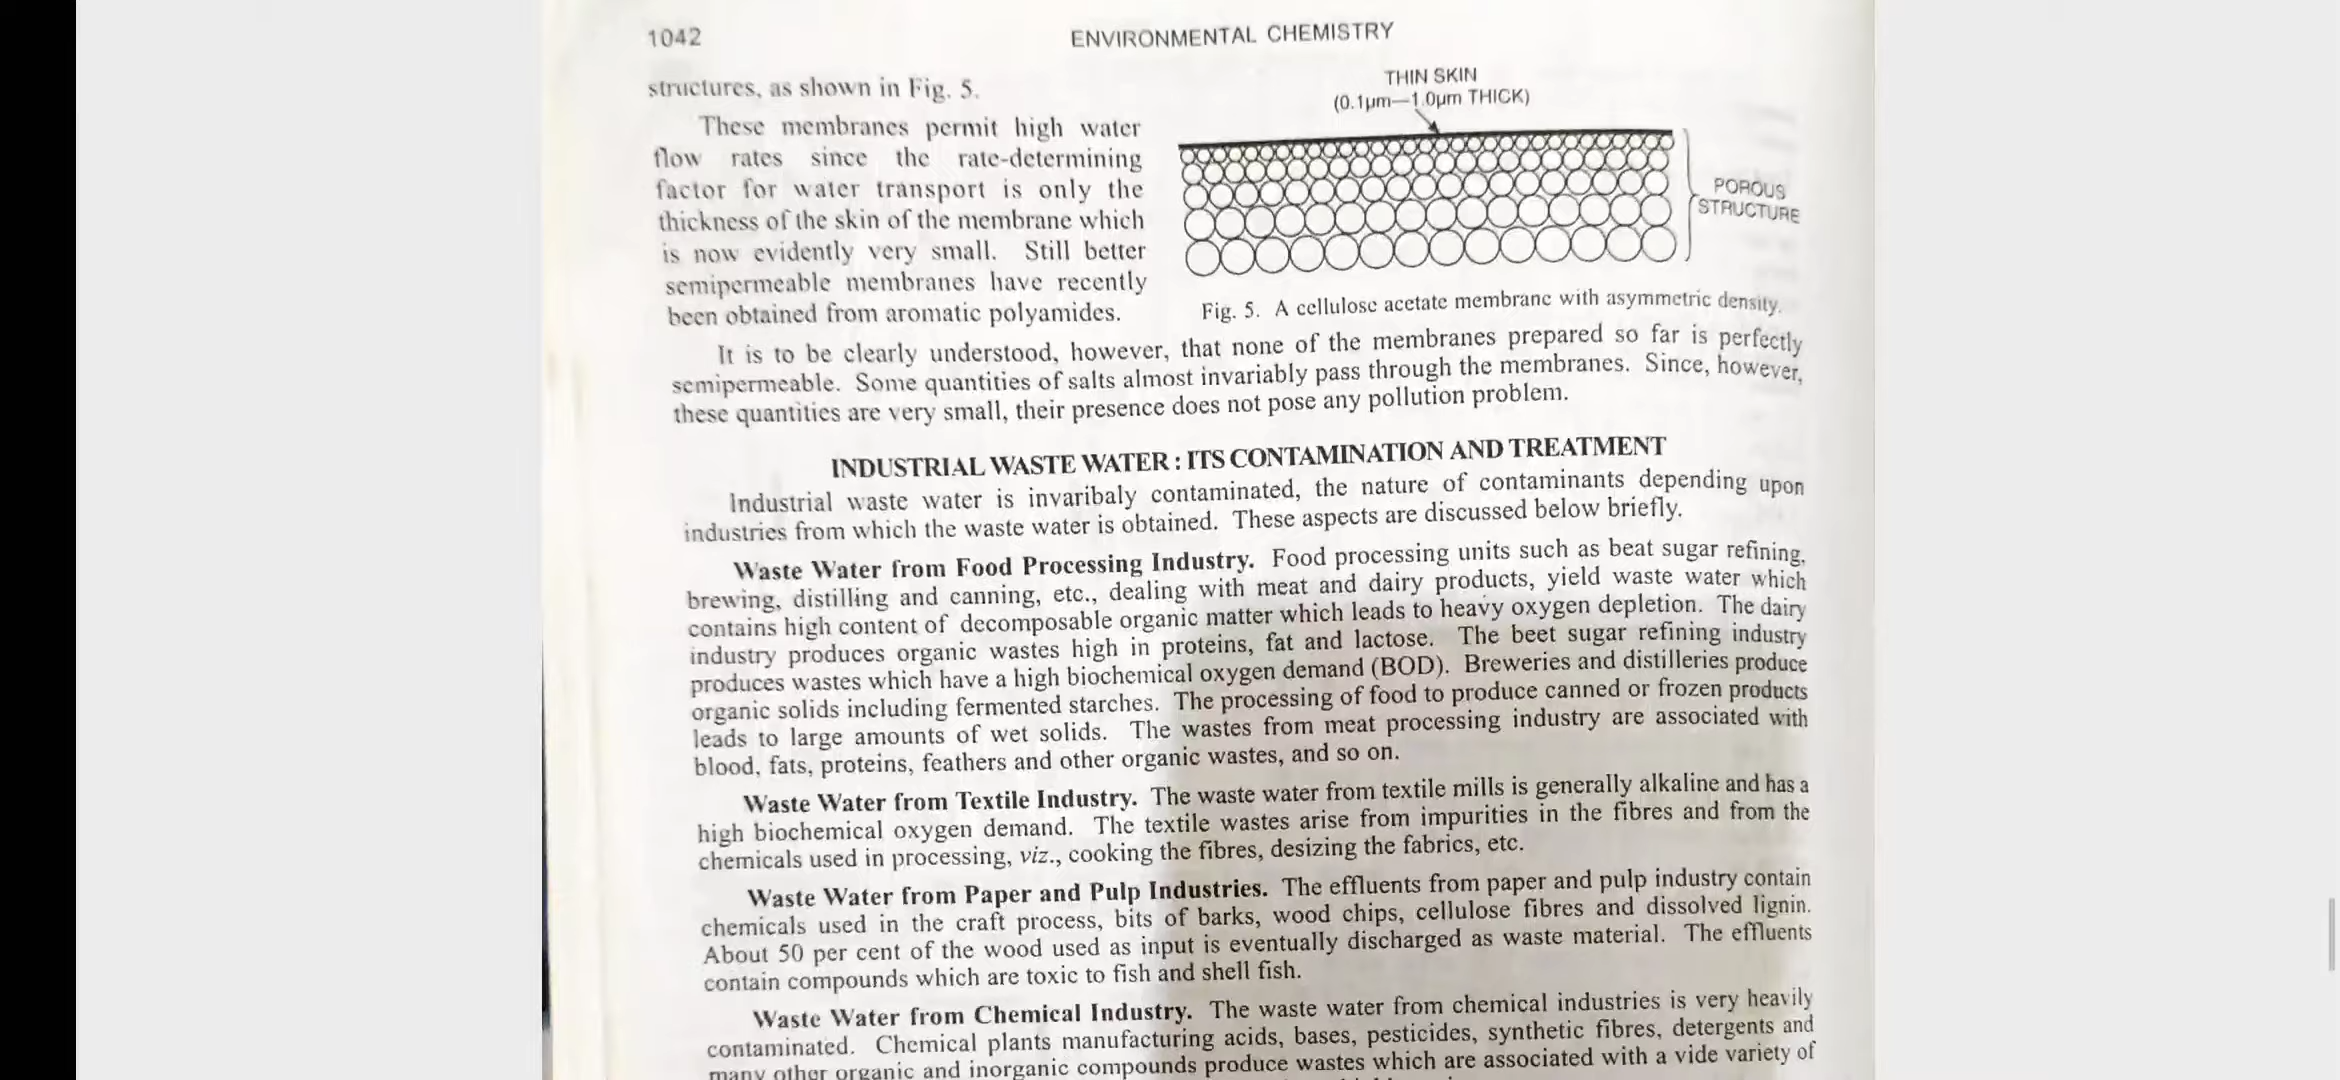 1042
ENVIRONMENTAL CHEMISTRY
structures, as shown in Fig. 5.
These membranes permit high water
flow rates since the rate-determining
factor for water transport is only the
thickness of the skin of the membrane which
is now evidently very small. Still better
semipermeable membranes have recently
been obtained from aromatic polyamides.
THIN SKIN
(0.1µm—1.0µm THICK)
POROUS
STRUCTURE
Fig. 5. A cellulose acetate membrane with asymmetric density.
It is to be clearly understood, however, that none of the membranes prepared so far is perfectly
semipermeable. Some quantities of salts almost invariably pass through the membranes. Since, however,
these quantities are very small, their presence does not pose any pollution problem.
INDUSTRIAL WASTE WATER : ITS CONTAMINATION AND TREATMENT
Industrial waste water is invaribaly contaminated, the nature of contaminants depending upon
industries from which the waste water is obtained. These aspects are discussed below briefly.
Waste Water from Food Processing Industry. Food processing units such as beat sugar refining,
brewing, distilling and canning, etc., dealing with meat and dairy products, yield waste water which
contains high content of decomposable organic matter which leads to heavy oxygen depletion. The dairy
industry produces organic wastes high in proteins, fat and lactose. The beet sugar refining industry
produces wastes which have a high biochemical oxygen demand (BOD). Breweries and distilleries produce
organic solids including fermented starches. The processing of food to produce canned or frozen products
leads to large amounts of wet solids. The wastes from meat processing industry are associated with
blood, fats, proteins, feathers and other organic wastes, and so on.
Waste Water from Textile Industry. The waste water from textile mills is generally alkaline and has a
high biochemical oxygen demand. The textile wastes arise from impurities in the fibres and from the
chemicals used in processing, viz., cooking the fibres, desizing the fabrics, etc.
Waste Water from Paper and Pulp Industries. The effluents from paper and pulp industry contain
chemicals used in the craft process, bits of barks, wood chips, cellulose fibres and dissolved lignin.
About 50 per cent of the wood used as input is eventually discharged as waste material. The effluents
contain compounds which are toxic to fish and shell fish.
Waste Water from Chemical Industry. The waste water from chemical industries is very heavily
contaminated. Chemical plants manufacturing acids, bases, pesticides, synthetic fibres, detergents and
many other organic and inorganic compounds produce wastes which are associated with a vide variety of